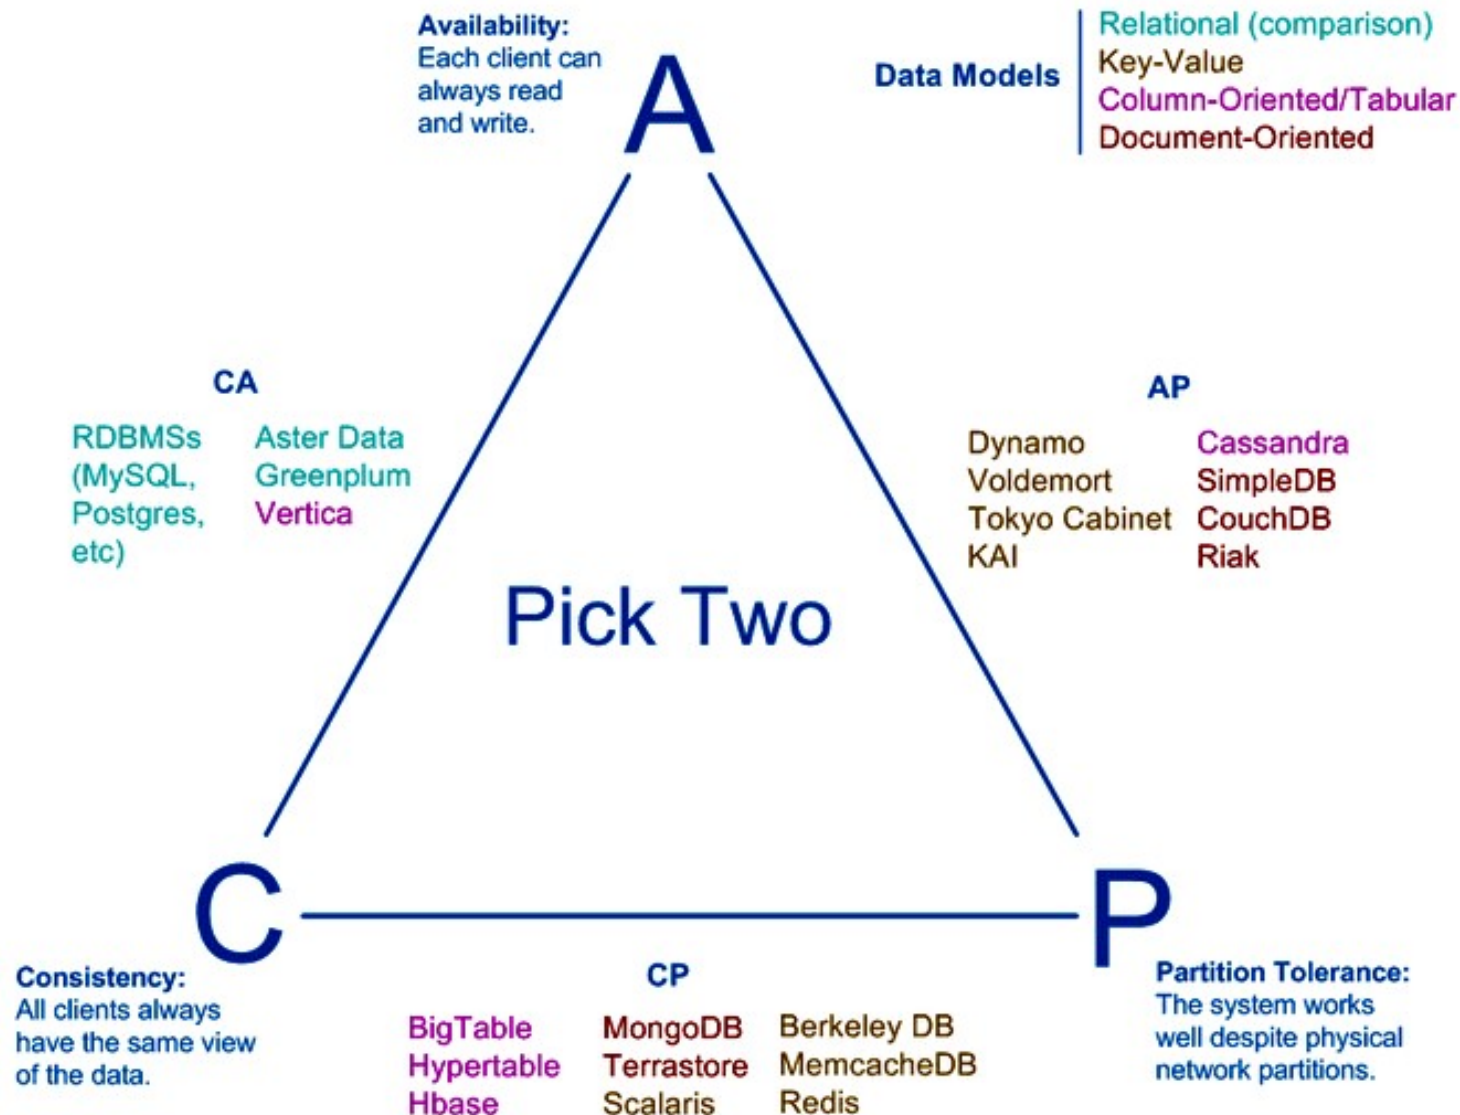 Availability:
Each client can
always read
and write.
A
Data Models
Relational (comparison)
Key-Value
Column-Oriented/Tabular
Document-Oriented
CA
RDBMSs
(MySQL,
Postgres,
etc)
Aster Data
Greenplum
Vertica
AP
Dynamo
Voldemort
Tokyo Cabinet
KAI
Cassandra
SimpleDB
CouchDB
Riak
Pick Two
C
Consistency:
All clients always
have the same view
of the data.
CP
BigTable
Hypertable
Hbase
MongoDB
Terrastore
Scalaris
Berkeley DB
MemcacheDB
Redis
P
Partition Tolerance:
The system works
well despite physical
network partitions.